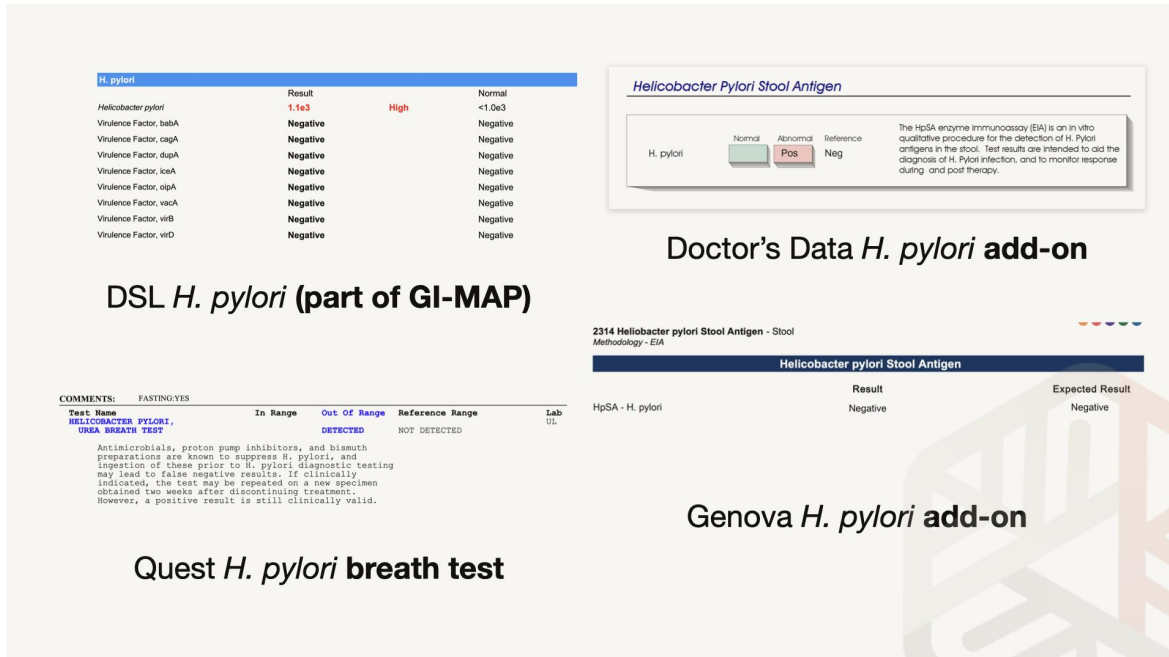 H. pylori
Result Normal
Helicobacter pylori 1.1e3 High <1.0e3
Virulence Factor, babA Negative Negative
Virulence Factor, cagA Negative Negative
Virulence Factor, dupA Negative Negative
Virulence Factor, iceA Negative Negative
Virulence Factor, oipA Negative Negative
Virulence Factor, vacA Negative Negative
Virulence Factor, virB Negative Negative
Virulence Factor, virD Negative Negative
DSL H. pylori (part of GI-MAP)
Helicobacter Pylori Stool Antigen
Normal Abnormal Reference
H. pylori Pos Neg
The HpSA enzyme immunoassay (EIA) is an in vitro
qualitative procedure for the detection of H. Pylori
antigens in the stool. Test results are intended to aid the
diagnosis of H. Pylori infection, and to monitor response
during and post therapy.
Doctor's Data H. pylori add-on
COMMENTS: FASTING:YES
Test Name In Range Out Of Range Reference Range Lab
HELICOBACTER PYLORI, UL
UREA BREATH TEST DETECTED NOT DETECTED
Antimicrobials, proton pump inhibitors, and bismuth
preparations are known to suppress H. pylori, and
ingestion of these prior to H. pylori diagnostic testing
may lead to false negative results. If clinically
indicated, the test may be repeated on a new specimen
obtained two weeks after discontinuing treatment.
However, a positive result is still clinically valid.
Quest H. pylori breath test
2314 Heliobacter pylori Stool Antigen - Stool
Methodology - EIA
Helicobacter pylori Stool Antigen
Result Expected Result
HpSA - H. pylori Negative Negative
Genova H. pylori add-on